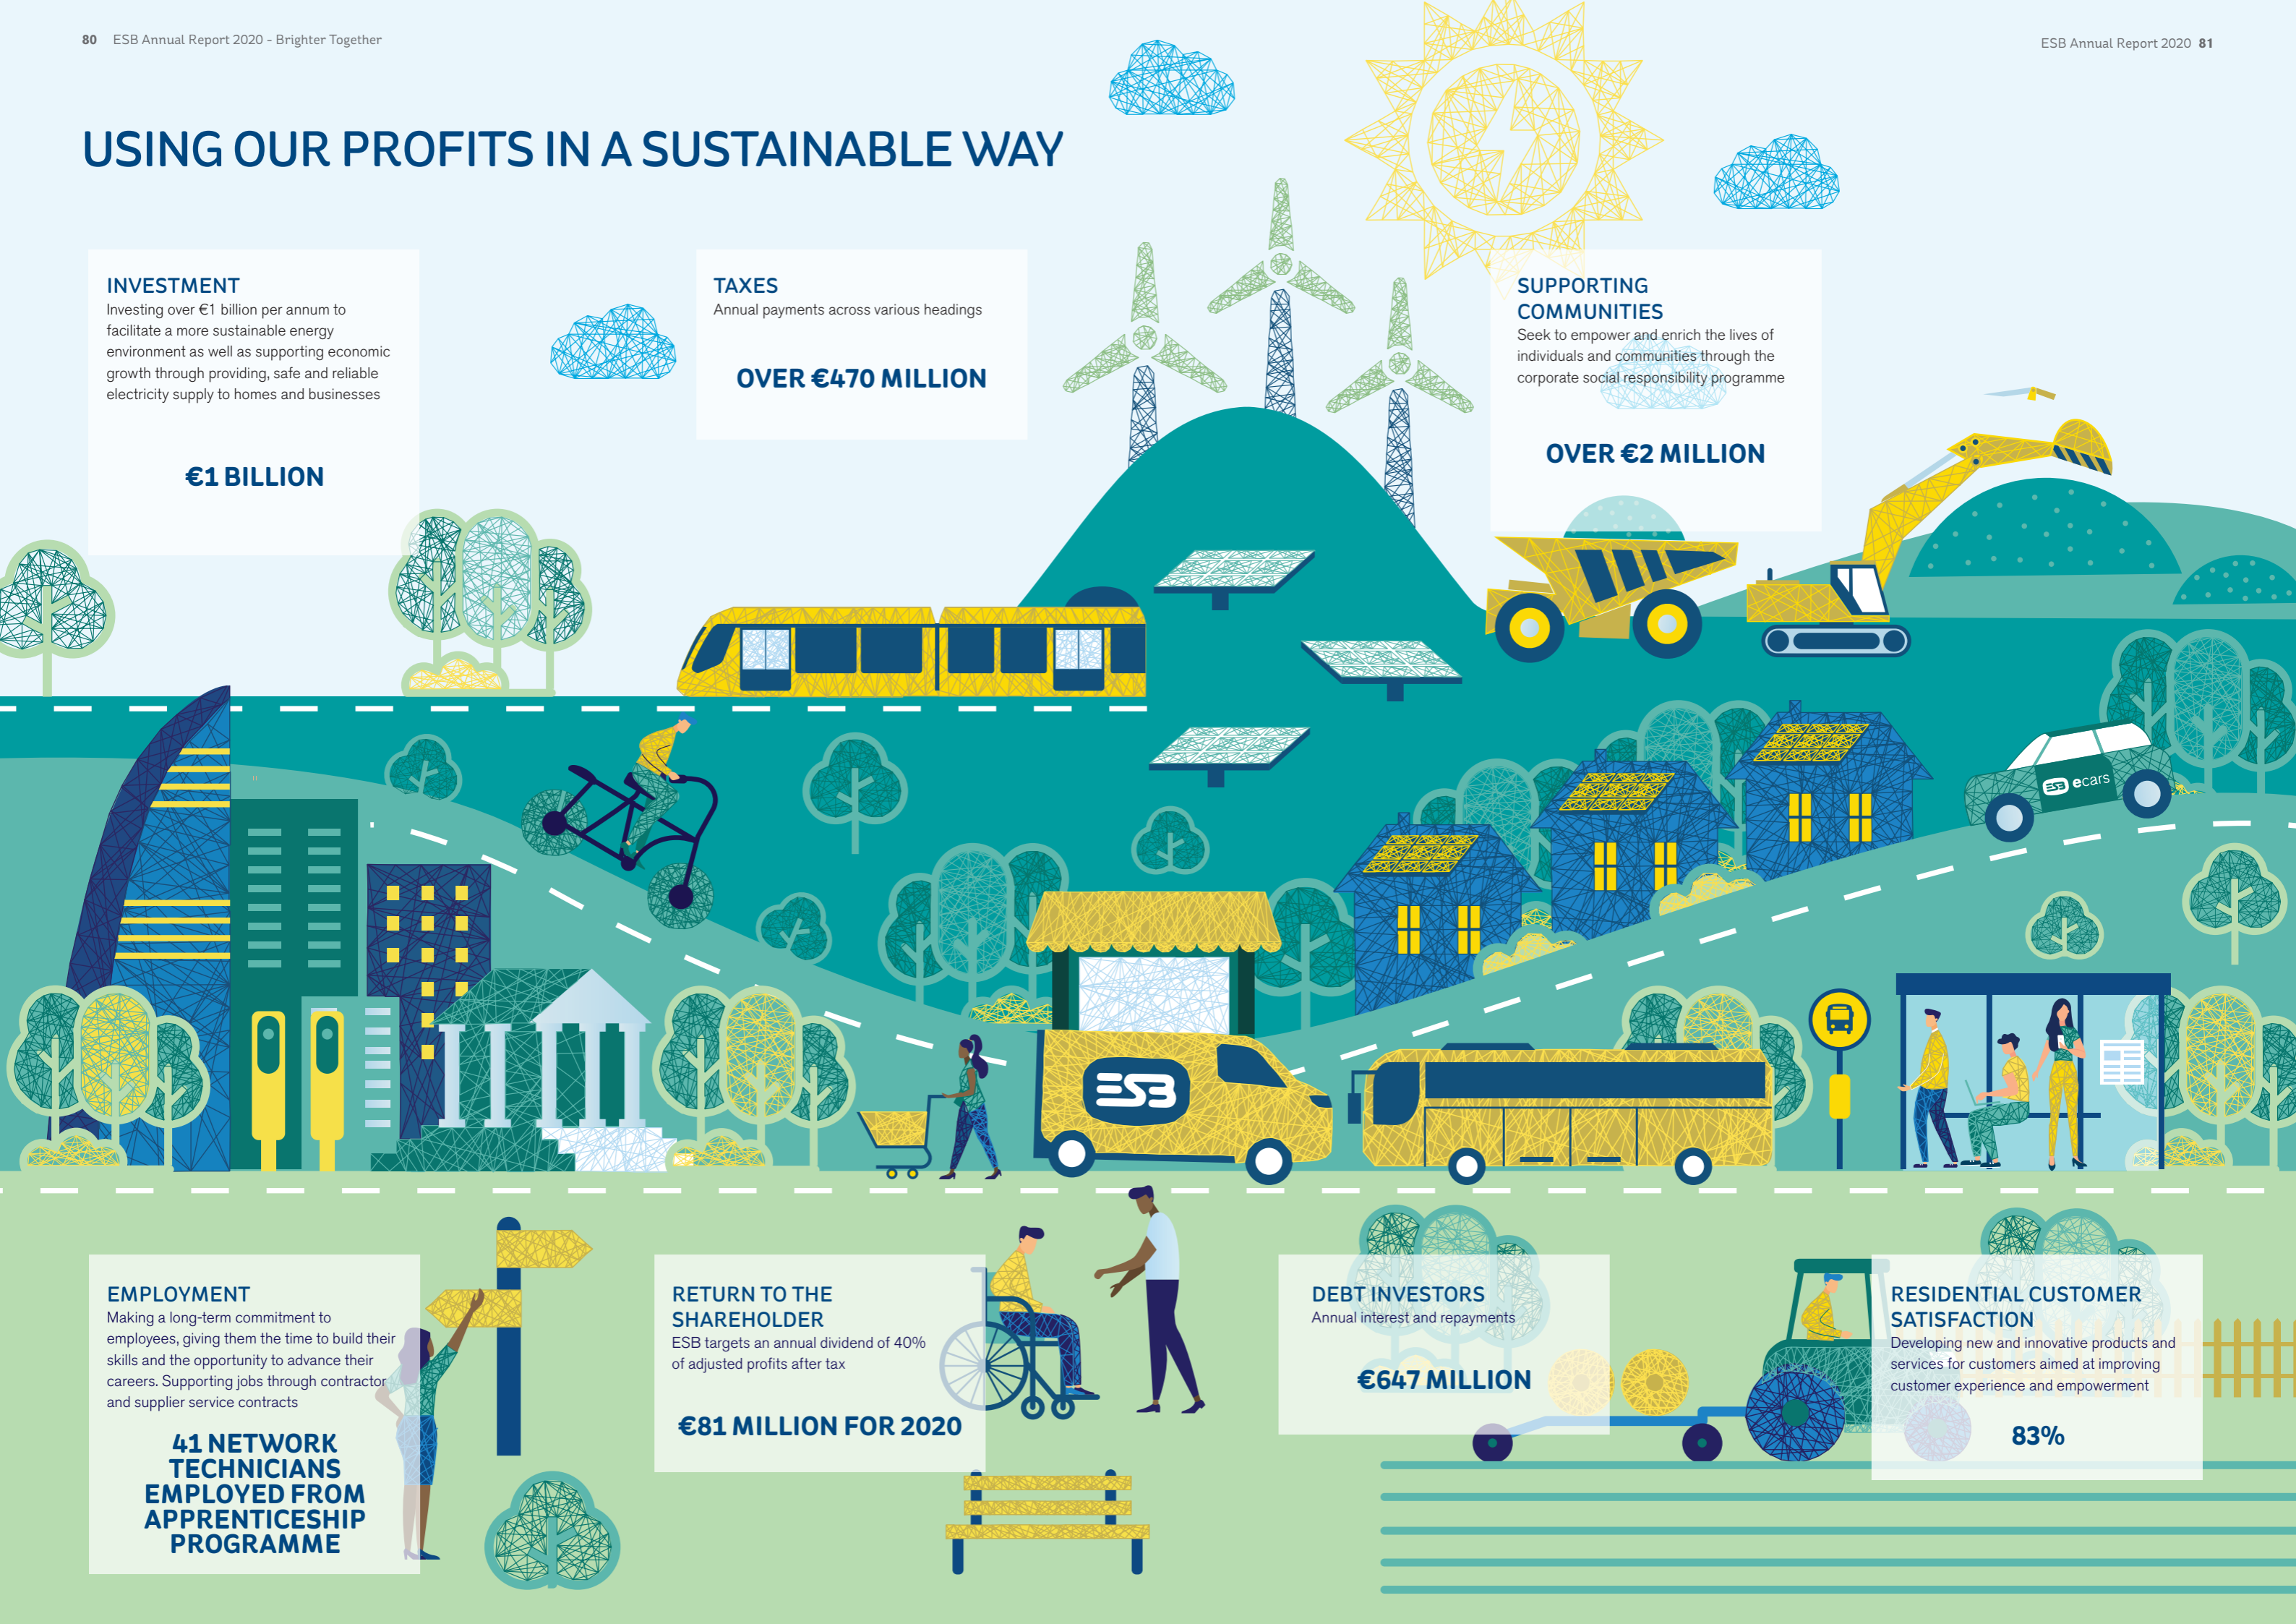 80 ESB Annual Report 2020 - Brighter Together
ESB Annual Report 2020 81
USING OUR PROFITS IN A SUSTAINABLE WAY
INVESTMENT
Investing over €1 billion per annum to
facilitate a more sustainable energy
environment as well as supporting economic
growth through providing, safe and reliable
electricity supply to homes and businesses
€1 BILLION
TAXES
Annual payments across various headings
OVER €470 MILLION
SUPPORTING
COMMUNITIES
Seek to empower and enrich the lives of
individuals and communities through the
corporate social responsibility programme
OVER €2 MILLION
ESB ecars
ESB
EMPLOYMENT
Making a long-term commitment to
employees, giving them the time to build their
skills and the opportunity to advance their
careers. Supporting jobs through contractor
and supplier service contracts
41 NETWORK
TECHNICIANS
EMPLOYED FROM
APPRENTICESHIP
PROGRAMME
RETURN TO THE
SHAREHOLDER
ESB targets an annual dividend of 40%
of adjusted profits after tax
€81 MILLION FOR 2020
DEBT INVESTORS
Annual interest and repayments
€647 MILLION
RESIDENTIAL CUSTOMER
SATISFACTION
Developing new and innovative products and
services for customers aimed at improving
customer experience and empowerment
83%